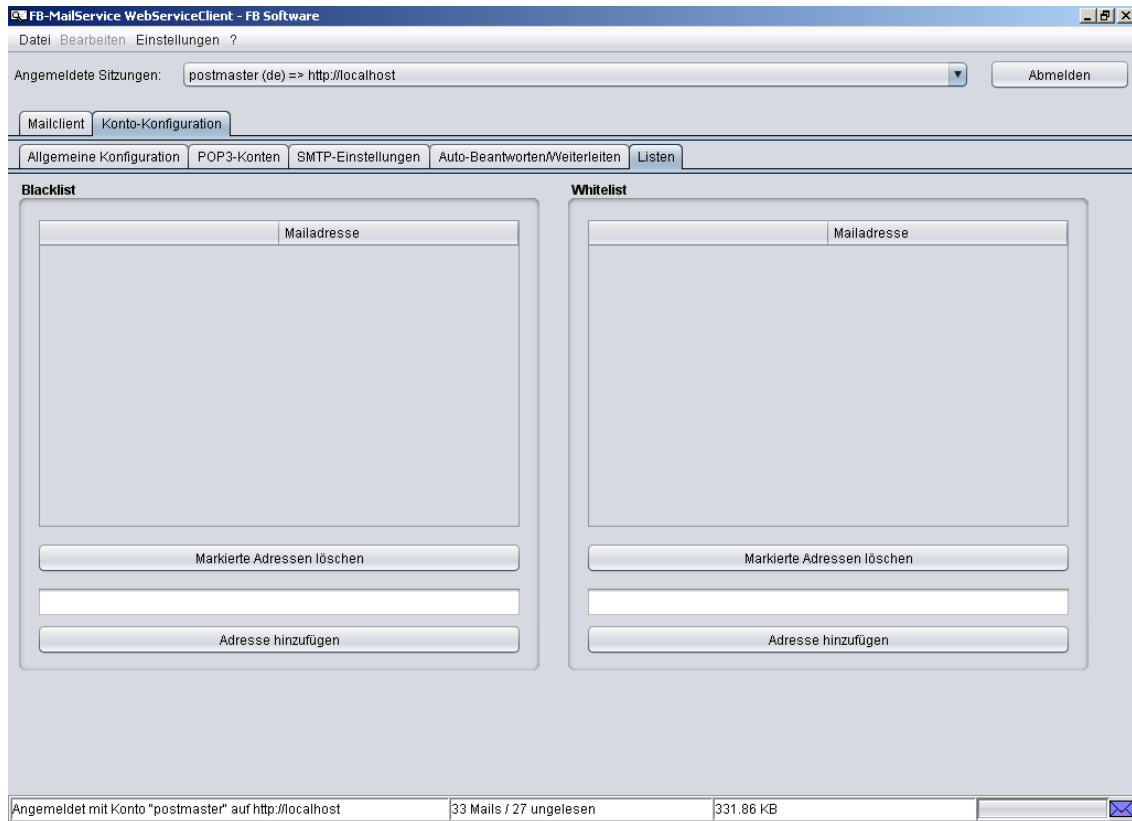 FB-MailService WebServiceClient - FB Software
Datei Bearbeiten Einstellungen ?
Angemeldete Sitzungen: postmaster (de) => http://localhost Abmelden
Mailclient Konto-Konfiguration
Allgemeine Konfiguration POP3-Konten SMTP-Einstellungen Auto-Beantworten/Weiterleiten Listen
Blacklist Whitelist
Mailadresse Mailadresse
Markierte Adressen löschen Markierte Adressen löschen
Adresse hinzufügen Adresse hinzufügen
Angemeldet mit Konto "postmaster" auf http://localhost 33 Mails / 27 ungelesen 331.86 KB